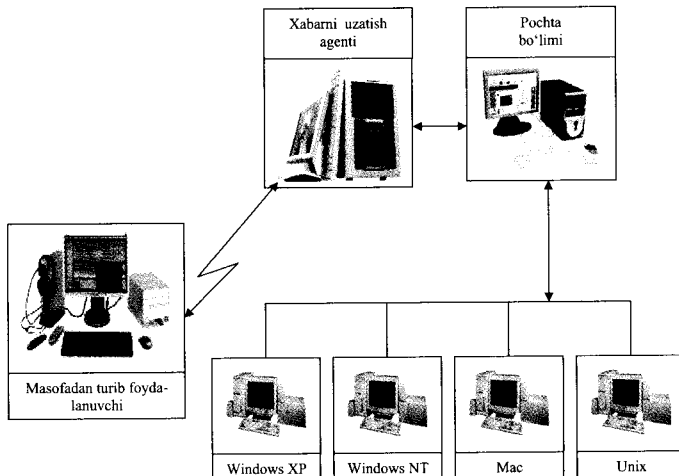 Xabarni uzatish
agenti
Pochta
bo‘limi
Masofadan turib foyda-
lanuvchi
Windows XP
Windows NT
Mac
Unix